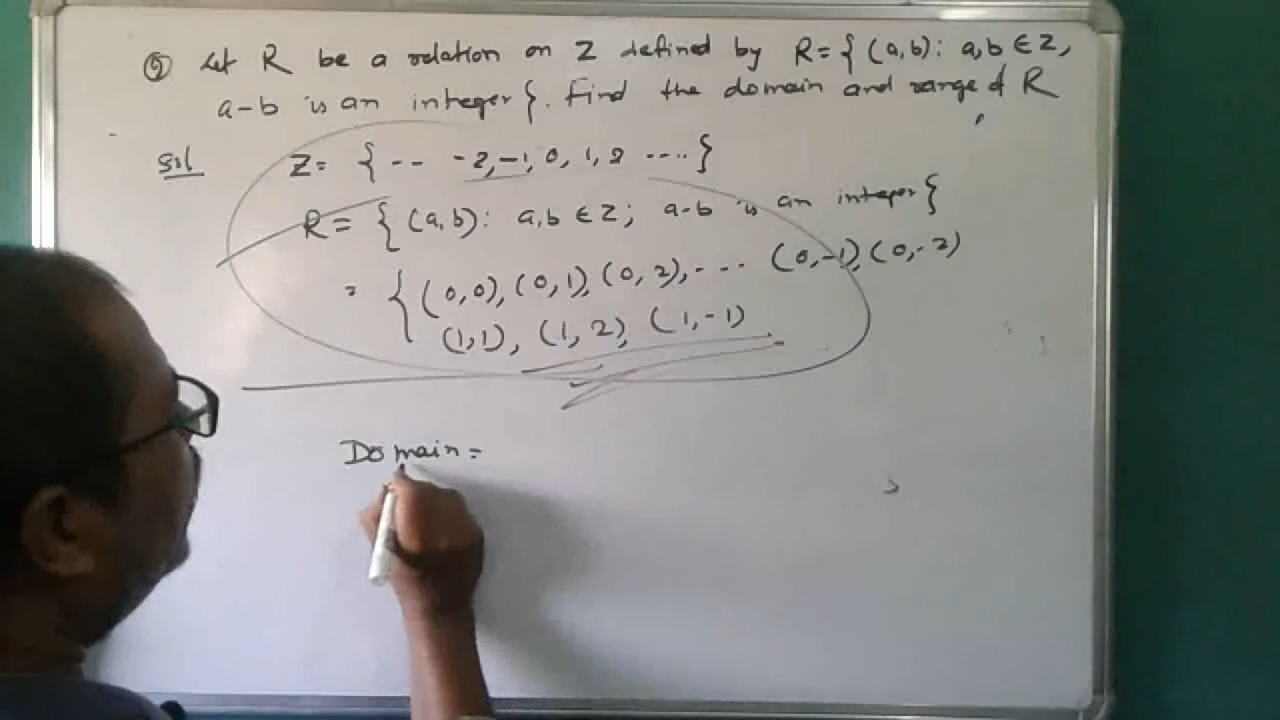 Q Let R be a relation on Z defined by R = { (a,b): a,b ∈ Z,
a-b is an integer}. Find the domain and range of R
Sol Z = { -- -2,-1, 0, 1, 2 ....}
R = { (a,b): a,b ∈ Z; a-b is an integer{
= { (0,0), (0,1), (0,2), --- (0,-1), (0,-2)
(1,1), (1,2), (1,-1)
Domain =